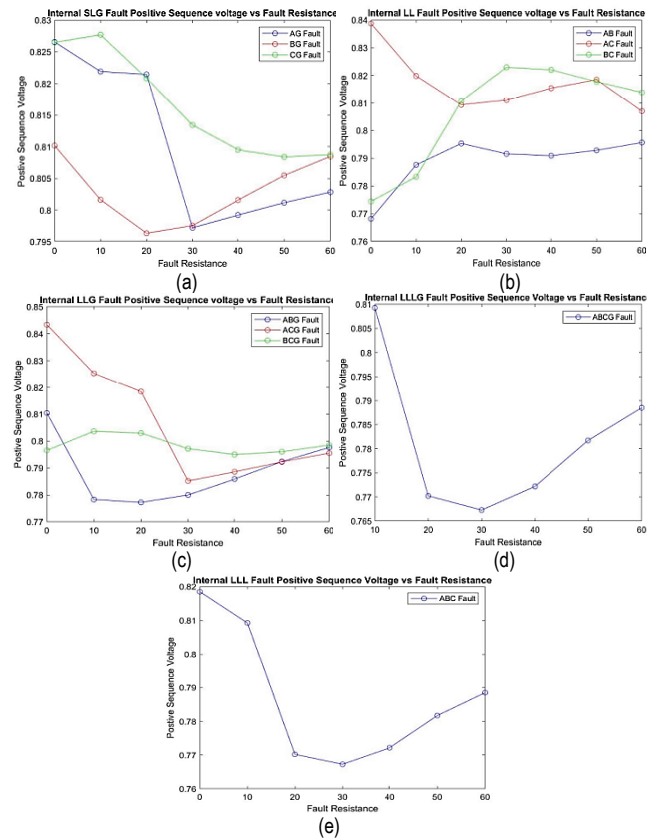 Internal SLG Fault Positive Sequence voltage vs Fault Resistance
0.83
0.825
0.82
0.815
0.81
0.805
0.8
0.795
Postive Sequence Voltage
AG Fault
BG Fault
CG Fault
0 10 20 30 40 50 60
Fault Resistance
(a)
Internal LL Fault Positive Sequence Voltage vs Fault Resistance
0.84
0.83
0.82
0.81
0.8
0.79
0.78
0.77
0.76
Postive Sequence Voltage
AB Fault
AC Fault
BC Fault
0 10 20 30 40 50 60
Fault Resistance
(b)
Internal LLG Fault Positive Sequence voltage vs Fault Resistance
0.85
0.84
0.83
0.82
0.81
0.8
0.79
0.78
0.77
Postive Sequence Voltage
ABG Fault
ACG Fault
BCG Fault
0 10 20 30 40 50 60
Fault Resistance
(c)
Internal LLLG Fault Positive Sequence Voltage vs Fault Resistance
0.81
0.805
0.8
0.795
0.79
0.785
0.78
0.775
0.77
0.765
Postive Sequence Voltage
ABCG Fault
10 20 30 40 50 60
Fault Resistance
(d)
Internal LLL Fault Positive Sequence Voltage vs Fault Resistance
0.82
0.81
0.8
0.79
0.78
0.77
0.76
Postive Sequence Voltage
ABC Fault
0 10 20 30 40 50 60
Fault Resistance
(e)